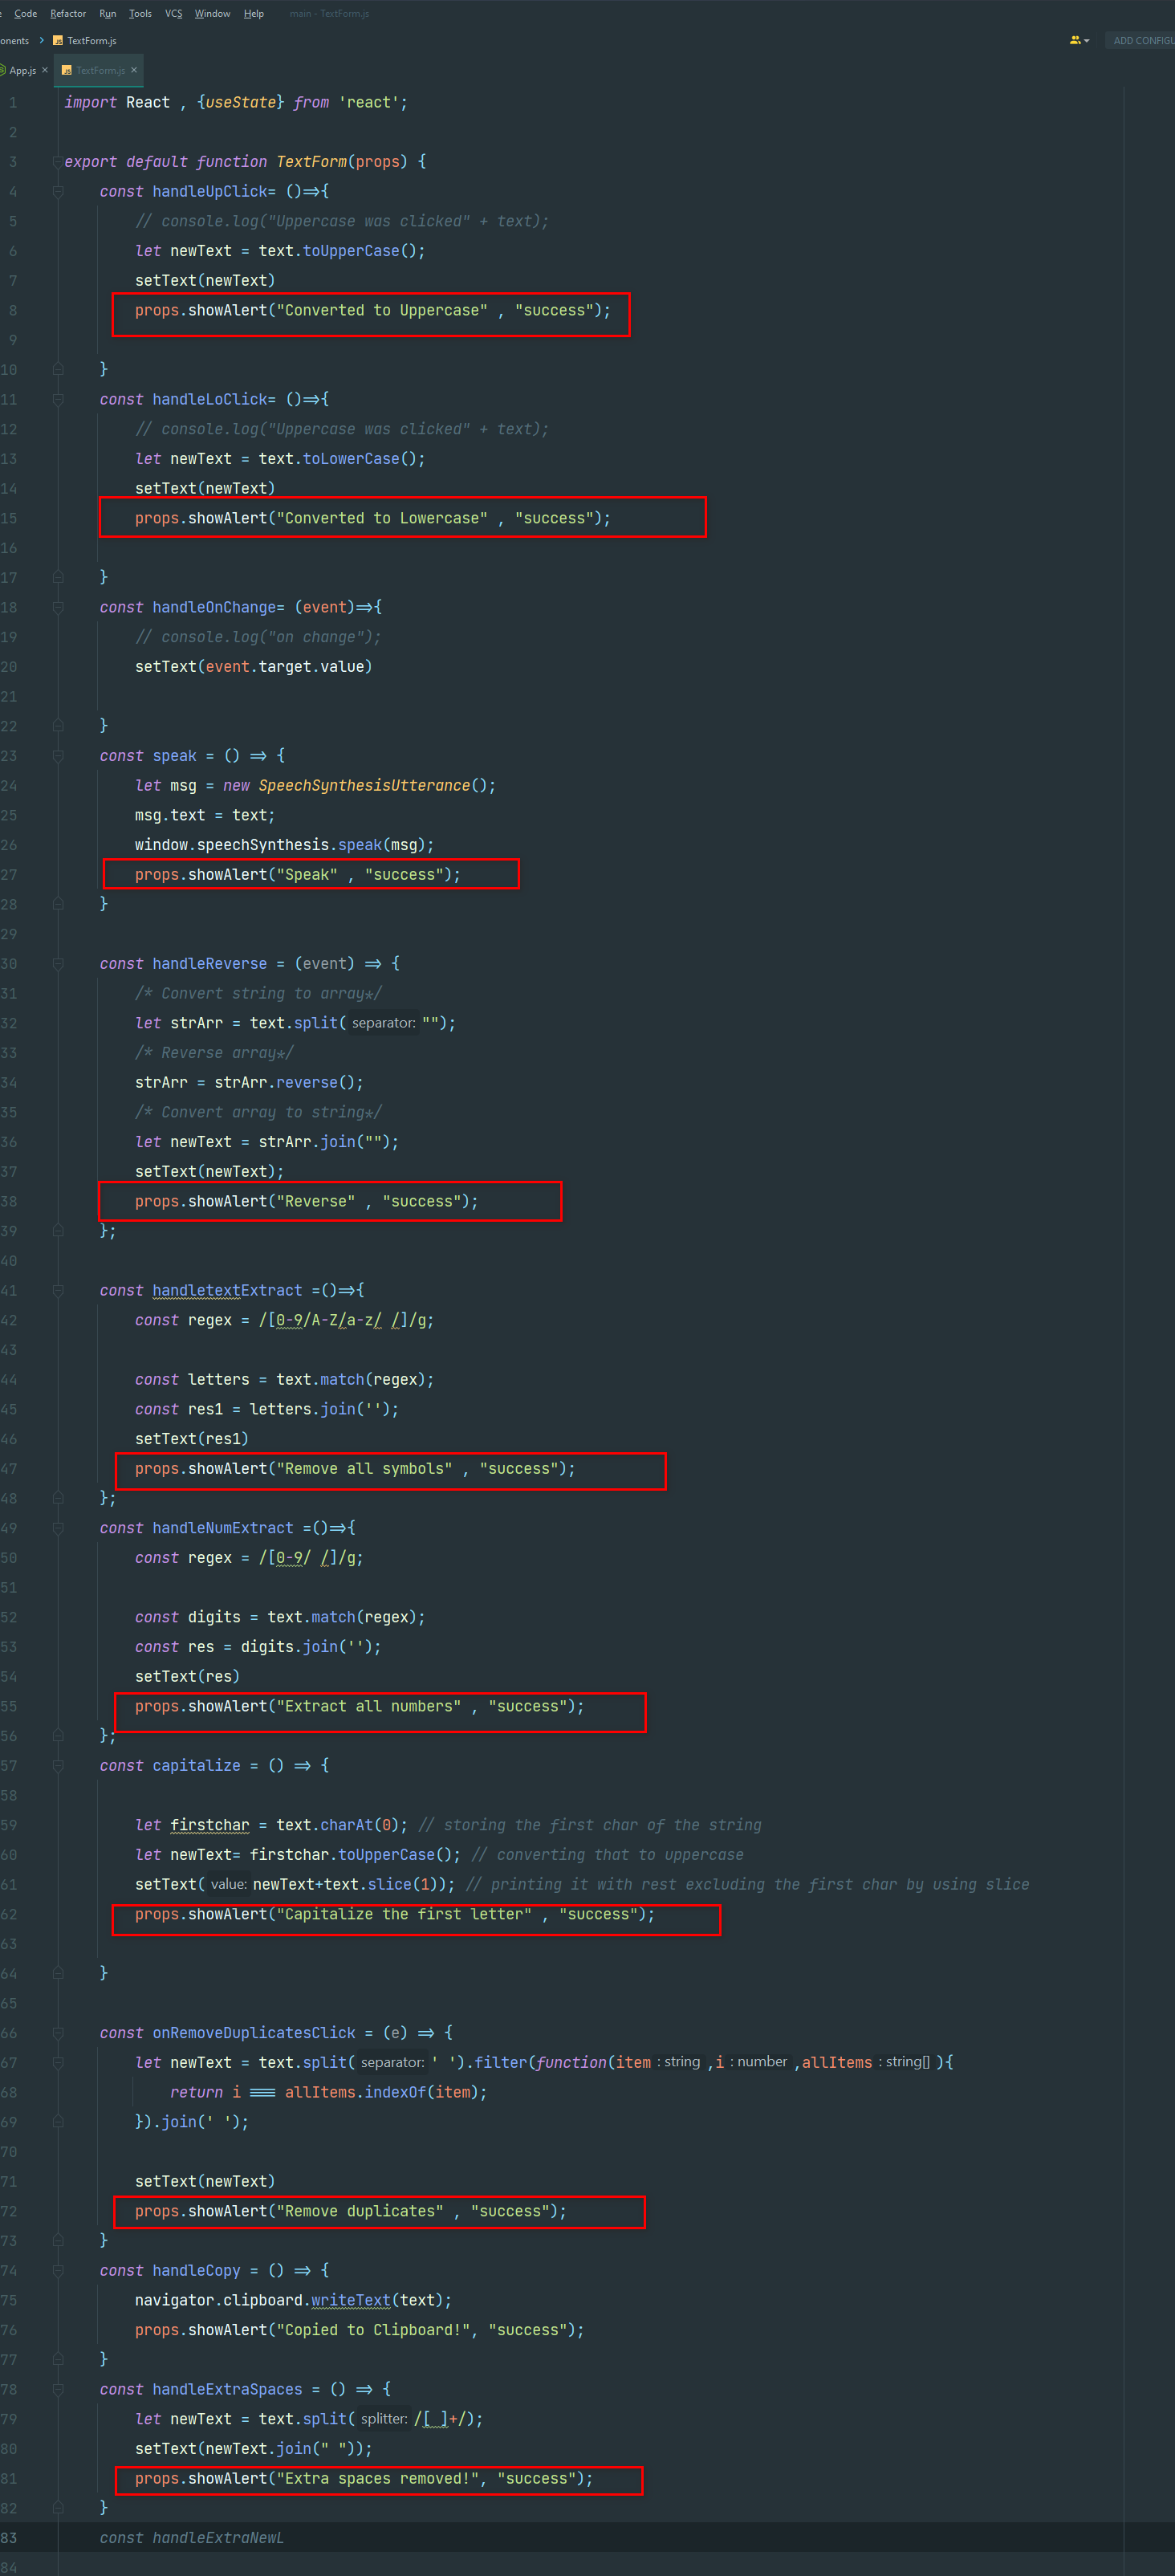 Code Refactor Run Tools VCS Window Help main - TextForm.js
onents > TextForm.js ADD CONFIGU
App.js × TextForm.js ×
1 import React , {useState} from 'react';
2
3 export default function TextForm(props) {
4 const handleUpClick= ()=>{
5 // console.log("Uppercase was clicked" + text);
6 let newText = text.toUpperCase();
7 setText(newText)
8 props.showAlert("Converted to Uppercase" , "success");
9
10 }
11 const handleLoClick= ()=>{
12 // console.log("Uppercase was clicked" + text);
13 let newText = text.toLowerCase();
14 setText(newText)
15 props.showAlert("Converted to Lowercase" , "success");
16
17 }
18 const handleOnChange= (event)=>{
19 // console.log("on change");
20 setText(event.target.value)
21
22 }
23 const speak = () => {
24 let msg = new SpeechSynthesisUtterance();
25 msg.text = text;
26 window.speechSynthesis.speak(msg);
27 props.showAlert("Speak" , "success");
28 }
29
30 const handleReverse = (event) => {
31 /* Convert string to array*/
32 let strArr = text.split( separator: "");
33 /* Reverse array*/
34 strArr = strArr.reverse();
35 /* Convert array to string*/
36 let newText = strArr.join("");
37 setText(newText);
38 props.showAlert("Reverse" , "success");
39 };
40
41 const handletextExtract =()=>{
42 const regex = /[0-9/A-Z/a-z/ /]/g;
43
44 const letters = text.match(regex);
45 const res1 = letters.join('');
46 setText(res1)
47 props.showAlert("Remove all symbols" , "success");
48 };
49 const handleNumExtract =()=>{
50 const regex = /[0-9/ /]/g;
51
52 const digits = text.match(regex);
53 const res = digits.join('');
54 setText(res)
55 props.showAlert("Extract all numbers" , "success");
56 };
57 const capitalize = () => {
58
59 let firstchar = text.charAt(0); // storing the first char of the string
60 let newText= firstchar.toUpperCase(); // converting that to uppercase
61 setText( value: newText+text.slice(1)); // printing it with rest excluding the first char by using slice
62 props.showAlert("Capitalize the first letter" , "success");
63
64 }
65
66 const onRemoveDuplicatesClick = (e) => {
67 let newText = text.split( separator: ' ').filter(function(item : string ,i : number ,allItems : string[] ){
68 return i === allItems.indexOf(item);
69 }).join(' ');
70
71 setText(newText)
72 props.showAlert("Remove duplicates" , "success");
73 }
74 const handleCopy = () => {
75 navigator.clipboard.writeText(text);
76 props.showAlert("Copied to Clipboard!", "success");
77 }
78 const handleExtraSpaces = () => {
79 let newText = text.split( splitter: /[ ]+/);
80 setText(newText.join(" "));
81 props.showAlert("Extra spaces removed!", "success");
82 }
83 const handleExtraNewL
84